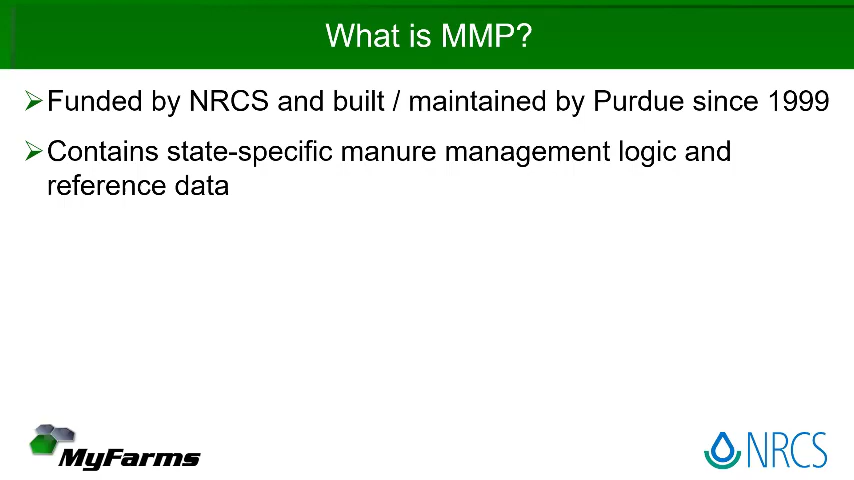 What is MMP?
Funded by NRCS and built / maintained by Purdue since 1999
Contains state-specific manure management logic and
reference data
MyFarms
NRCS